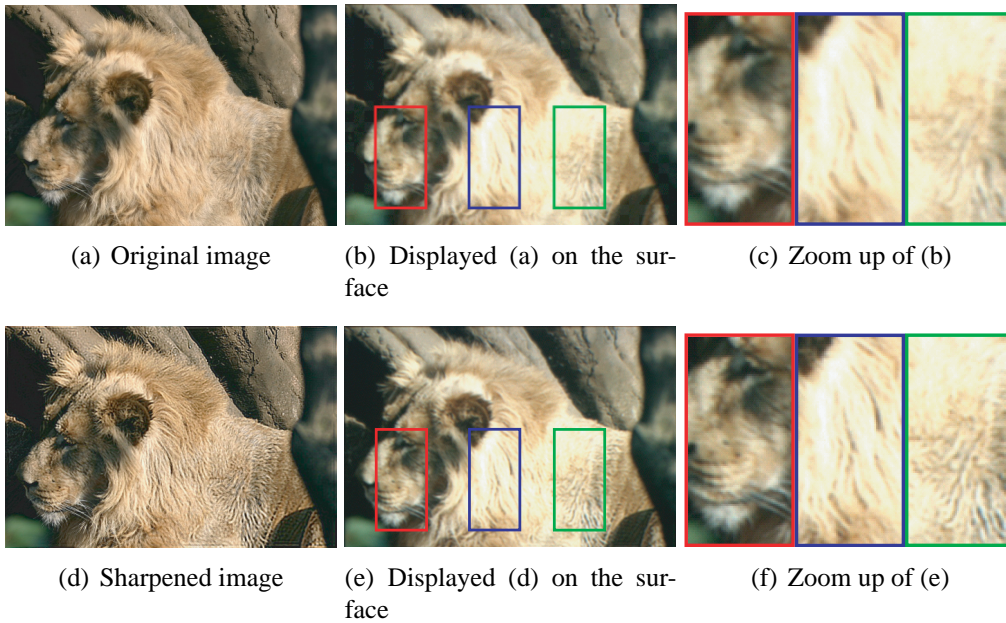 (a) Original image
(b) Displayed (a) on the sur-
face
(c) Zoom up of (b)
(d) Sharpened image
(e) Displayed (d) on the sur-
face
(f) Zoom up of (e)